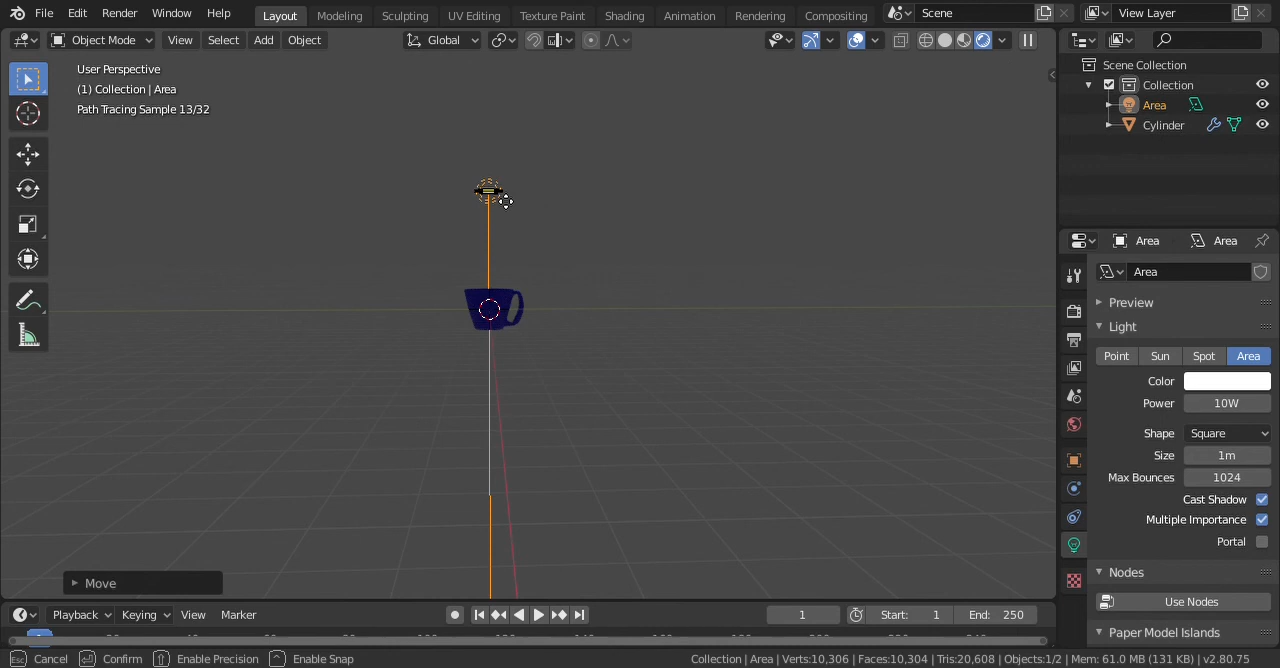 File Edit Render Window Help Layout Modeling Sculpting UV Editing Texture Paint Shading Animation Rendering Compositing Scene View Layer
Object Mode View Select Add Object Global
User Perspective
(1) Collection | Area
Path Tracing Sample 13/32
Scene Collection
Collection
Area
Cylinder
Area Area
Area
Preview
Light
Point Sun Spot Area
Color
Power 10W
Shape Square
Size 1m
Max Bounces 1024
Cast Shadow
Multiple Importance
Portal
Nodes
Use Nodes
Paper Model Islands
Move
Playback Keying View Marker 1 Start: 1 End: 250
Esc Cancel Confirm Enable Precision Enable Snap Collection | Area | Verts:10,306 | Faces:10,304 | Tris:20,608 | Objects:1/2 | Mem: 61.0 MB (131 KB) | v2.80.75